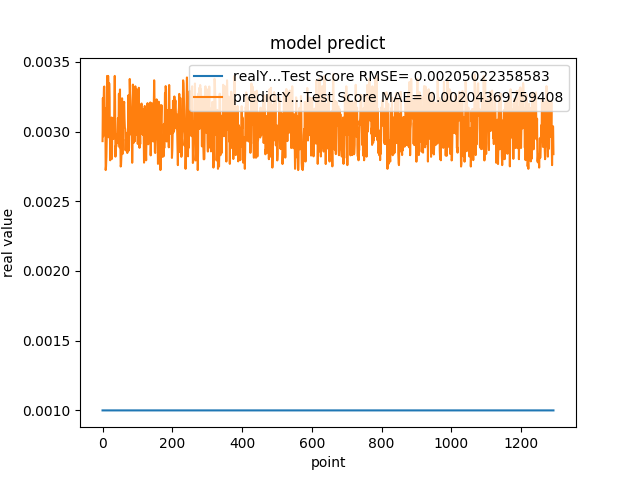 model predict
realY...Test Score RMSE= 0.00205022358583
predictY...Test Score MAE= 0.00204369759408
0.0035
0.0030
0.0025
0.0020
0.0015
0.0010
real value
0 200 400 600 800 1000 1200
point